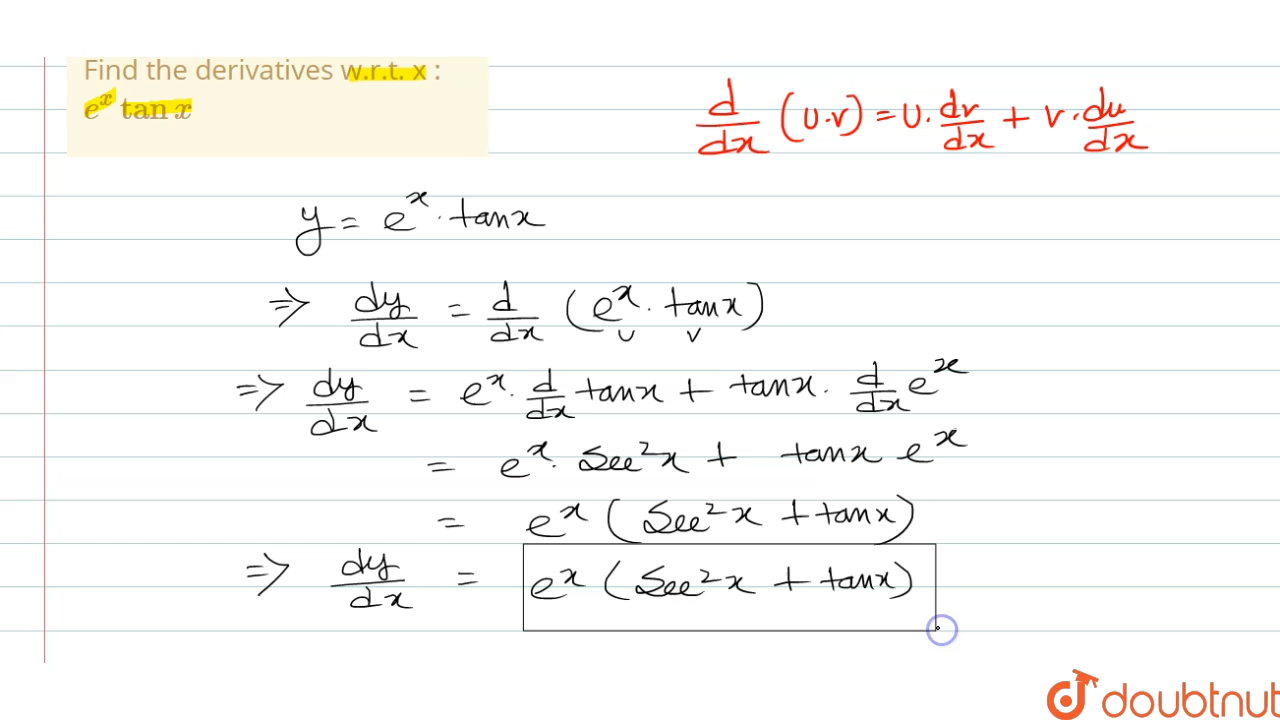 Find the derivatives w.r.t. x :
e^x tan x
d/dx (u.v) = u. dv/dx + v. du/dx
y = e^x . tanx
=> dy/dx = d/dx (e^x . tanx)
u v
=> dy/dx = e^x. d/dx tanx + tanx. d/dx e^x
= e^x. Sec²x + tanx e^x
= e^x (Sec²x + tanx)
=> dy/dx = e^x (Sec²x + tanx)
doubtnut